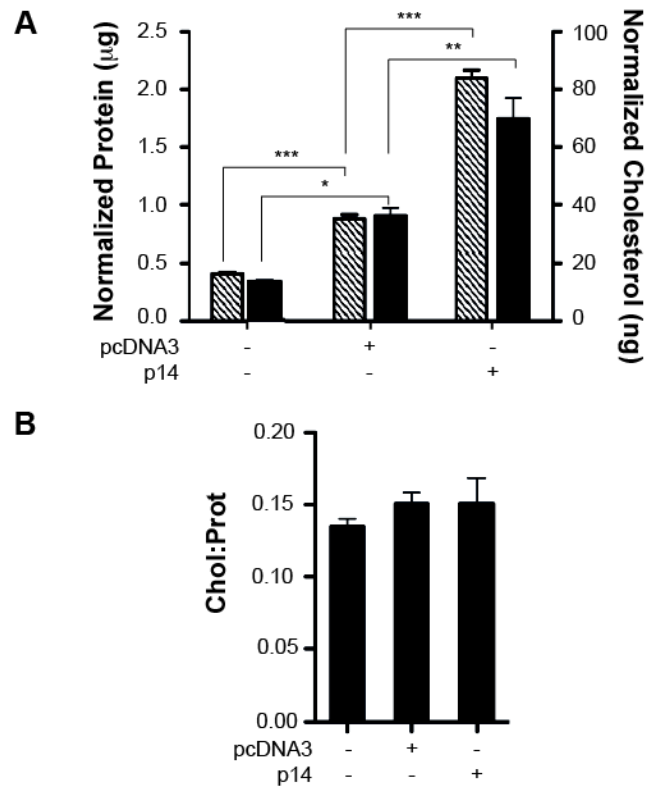 A
Normalized Protein (μg)
2.5
2.0
1.5
1.0
0.5
0.0
***
**
***
*
100
80
60
40
20
0
Normalized Cholesterol (ng)
pcDNA3 - + -
p14 - - +
B
Chol:Prot
0.20
0.15
0.10
0.05
0.00
pcDNA3 - + -
p14 - - +